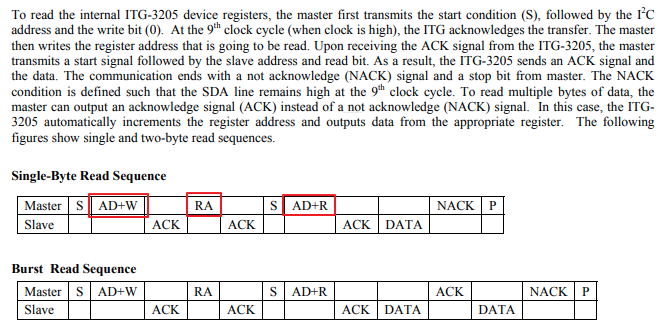 To read the internal ITG-3205 device registers, the master first transmits the start condition (S), followed by the I²C
address and the write bit (0). At the 9th clock cycle (when clock is high), the ITG acknowledges the transfer. The master
then writes the register address that is going to be read. Upon receiving the ACK signal from the ITG-3205, the master
transmits a start signal followed by the slave address and read bit. As a result, the ITG-3205 sends an ACK signal and
the data. The communication ends with a not acknowledge (NACK) signal and a stop bit from master. The NACK
condition is defined such that the SDA line remains high at the 9th clock cycle. To read multiple bytes of data, the
master can output an acknowledge signal (ACK) instead of a not acknowledge (NACK) signal. In this case, the ITG-
3205 automatically increments the register address and outputs data from the appropriate register. The following
figures show single and two-byte read sequences.
Single-Byte Read Sequence
Master S AD+W RA S AD+R NACK P
Slave ACK ACK ACK DATA
Burst Read Sequence
Master S AD+W RA S AD+R ACK NACK P
Slave ACK ACK ACK DATA DATA